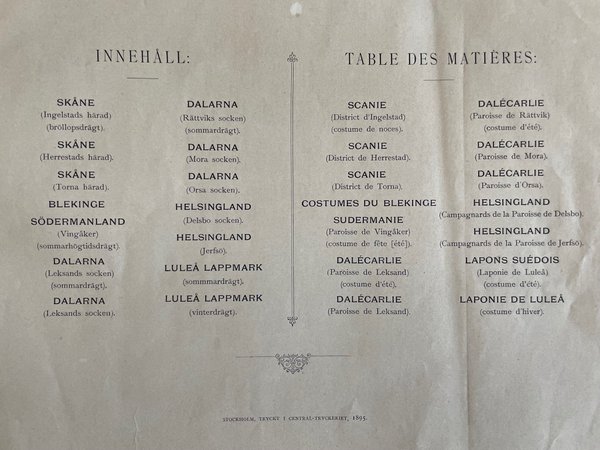 INNEHÅLL:
SKÅNE
(Ingelstads härad)
(bröllopsdrägt).
SKÅNE
(Herrestads härad).
SKÅNE
(Torna härad).
BLEKINGE
SÖDERMANLAND
(Vingåker)
(sommarhögtidsdrägt).
DALARNA
(Leksands socken)
(sommardrägt).
DALARNA
(Leksands socken).
DALARNA
(Rättviks socken)
(sommardrägt).
DALARNA
(Mora socken).
DALARNA
(Orsa socken).
HELSINGLAND
(Delsbo socken).
HELSINGLAND
(Jerfsö).
LULEÅ LAPPMARK
(sommmardrägt).
LULEÅ LAPPMARK
(vinterdrägt).
TABLE DES MATIÈRES:
SCANIE
(District d'Ingelstad)
(costume de noces).
SCANIE
(District de Herrestad).
SCANIE
(District de Torna).
COSTUMES DU BLEKINGE
SUDERMANIE
(Paroisse de Vingåker)
(costume de fête [été]).
DALÉCARLIE
(Paroisse de Leksand)
(costume d'été).
DALÉCARLIE
(Paroisse de Leksand).
DALÉCARLIE
(Paroisse de Rättvik)
(costume d'été).
DALÉCARLIE
(Paroisse de Mora).
DALÉCARLIE
(Paroisse d'Orsa).
HELSINGLAND
(Campagnards de la Paroisse de Delsbo).
HELSINGLAND
(Campagnards de la Paroisse de Jerfsö).
LAPONS SUÉDOIS
(Laponie de Luleå)
(costume d'été).
LAPONIE DE LULEÅ
(costume d'hiver).
STOCKHOLM, TRYCKT I CENTRAL-TRYCKERIET, 1895.